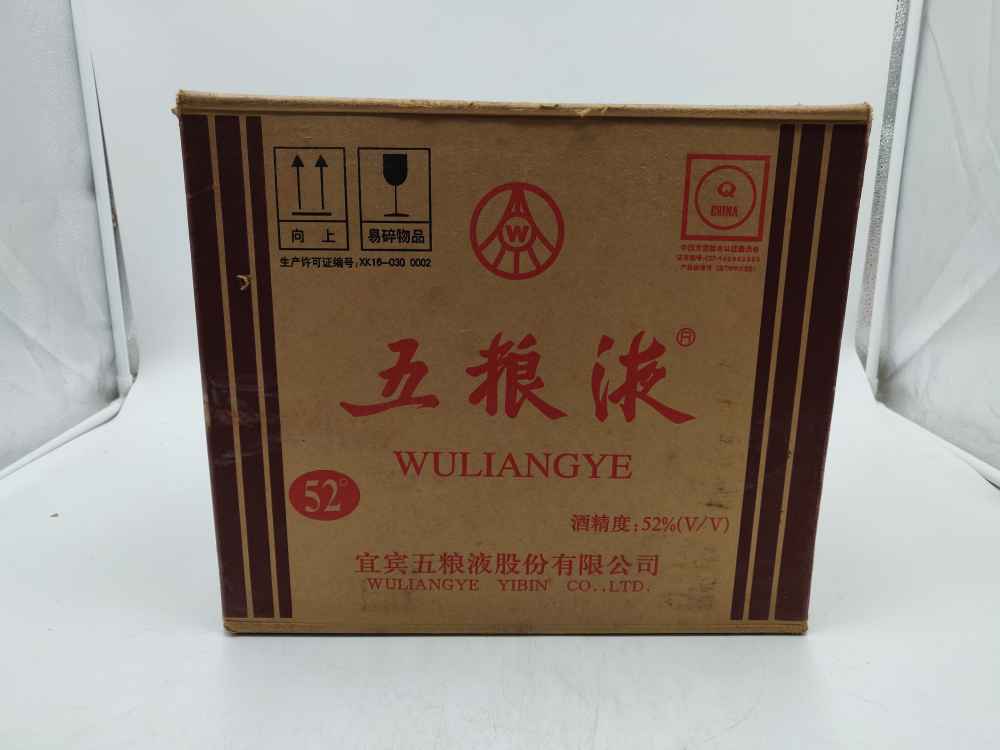 向 上
易碎物品
生产许可证编号:XK16-030 0002
W
Q
CHINA
五粮液®
WULIANGYE
52°
酒精度:52%(V/V)
宜宾五粮液股份有限公司
WULIANGYE YIBIN CO.,LTD.